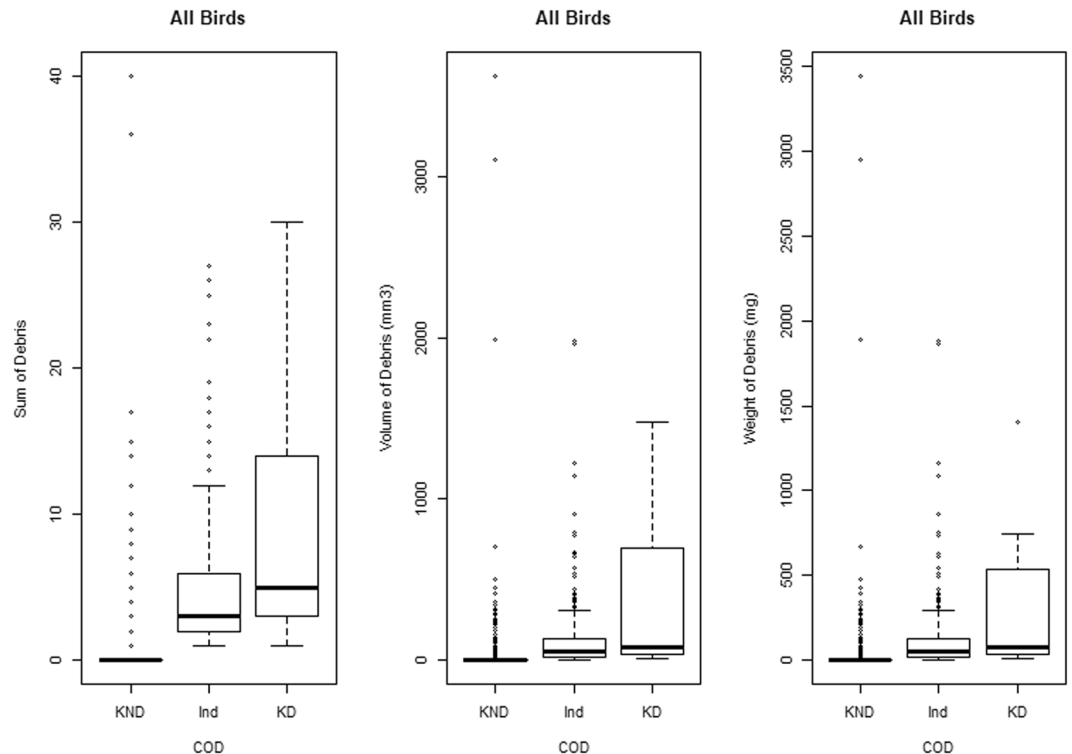 All Birds
Sum of Debris
40
30
20
10
0
KND Ind KD
COD
All Birds
Volume of Debris (mm3)
3000
2000
1000
0
KND Ind KD
COD
All Birds
Weight of Debris (mg)
3500
3000
2500
2000
1500
1000
500
0
KND Ind KD
COD